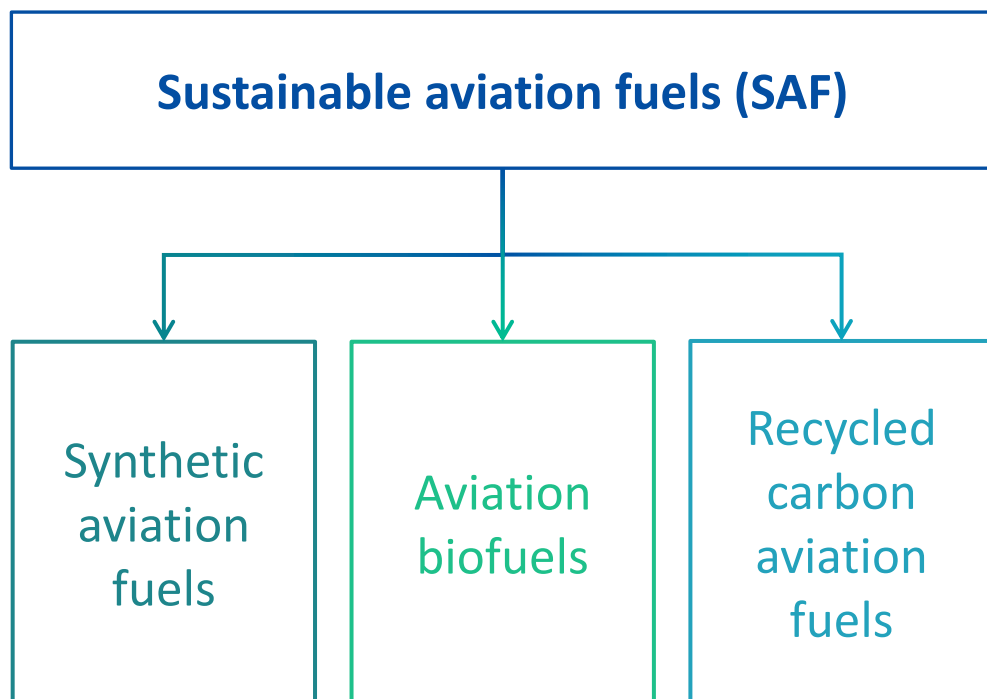 Sustainable aviation fuels (SAF)
Synthetic
aviation
fuels
Aviation
biofuels
Recycled
carbon
aviation
fuels